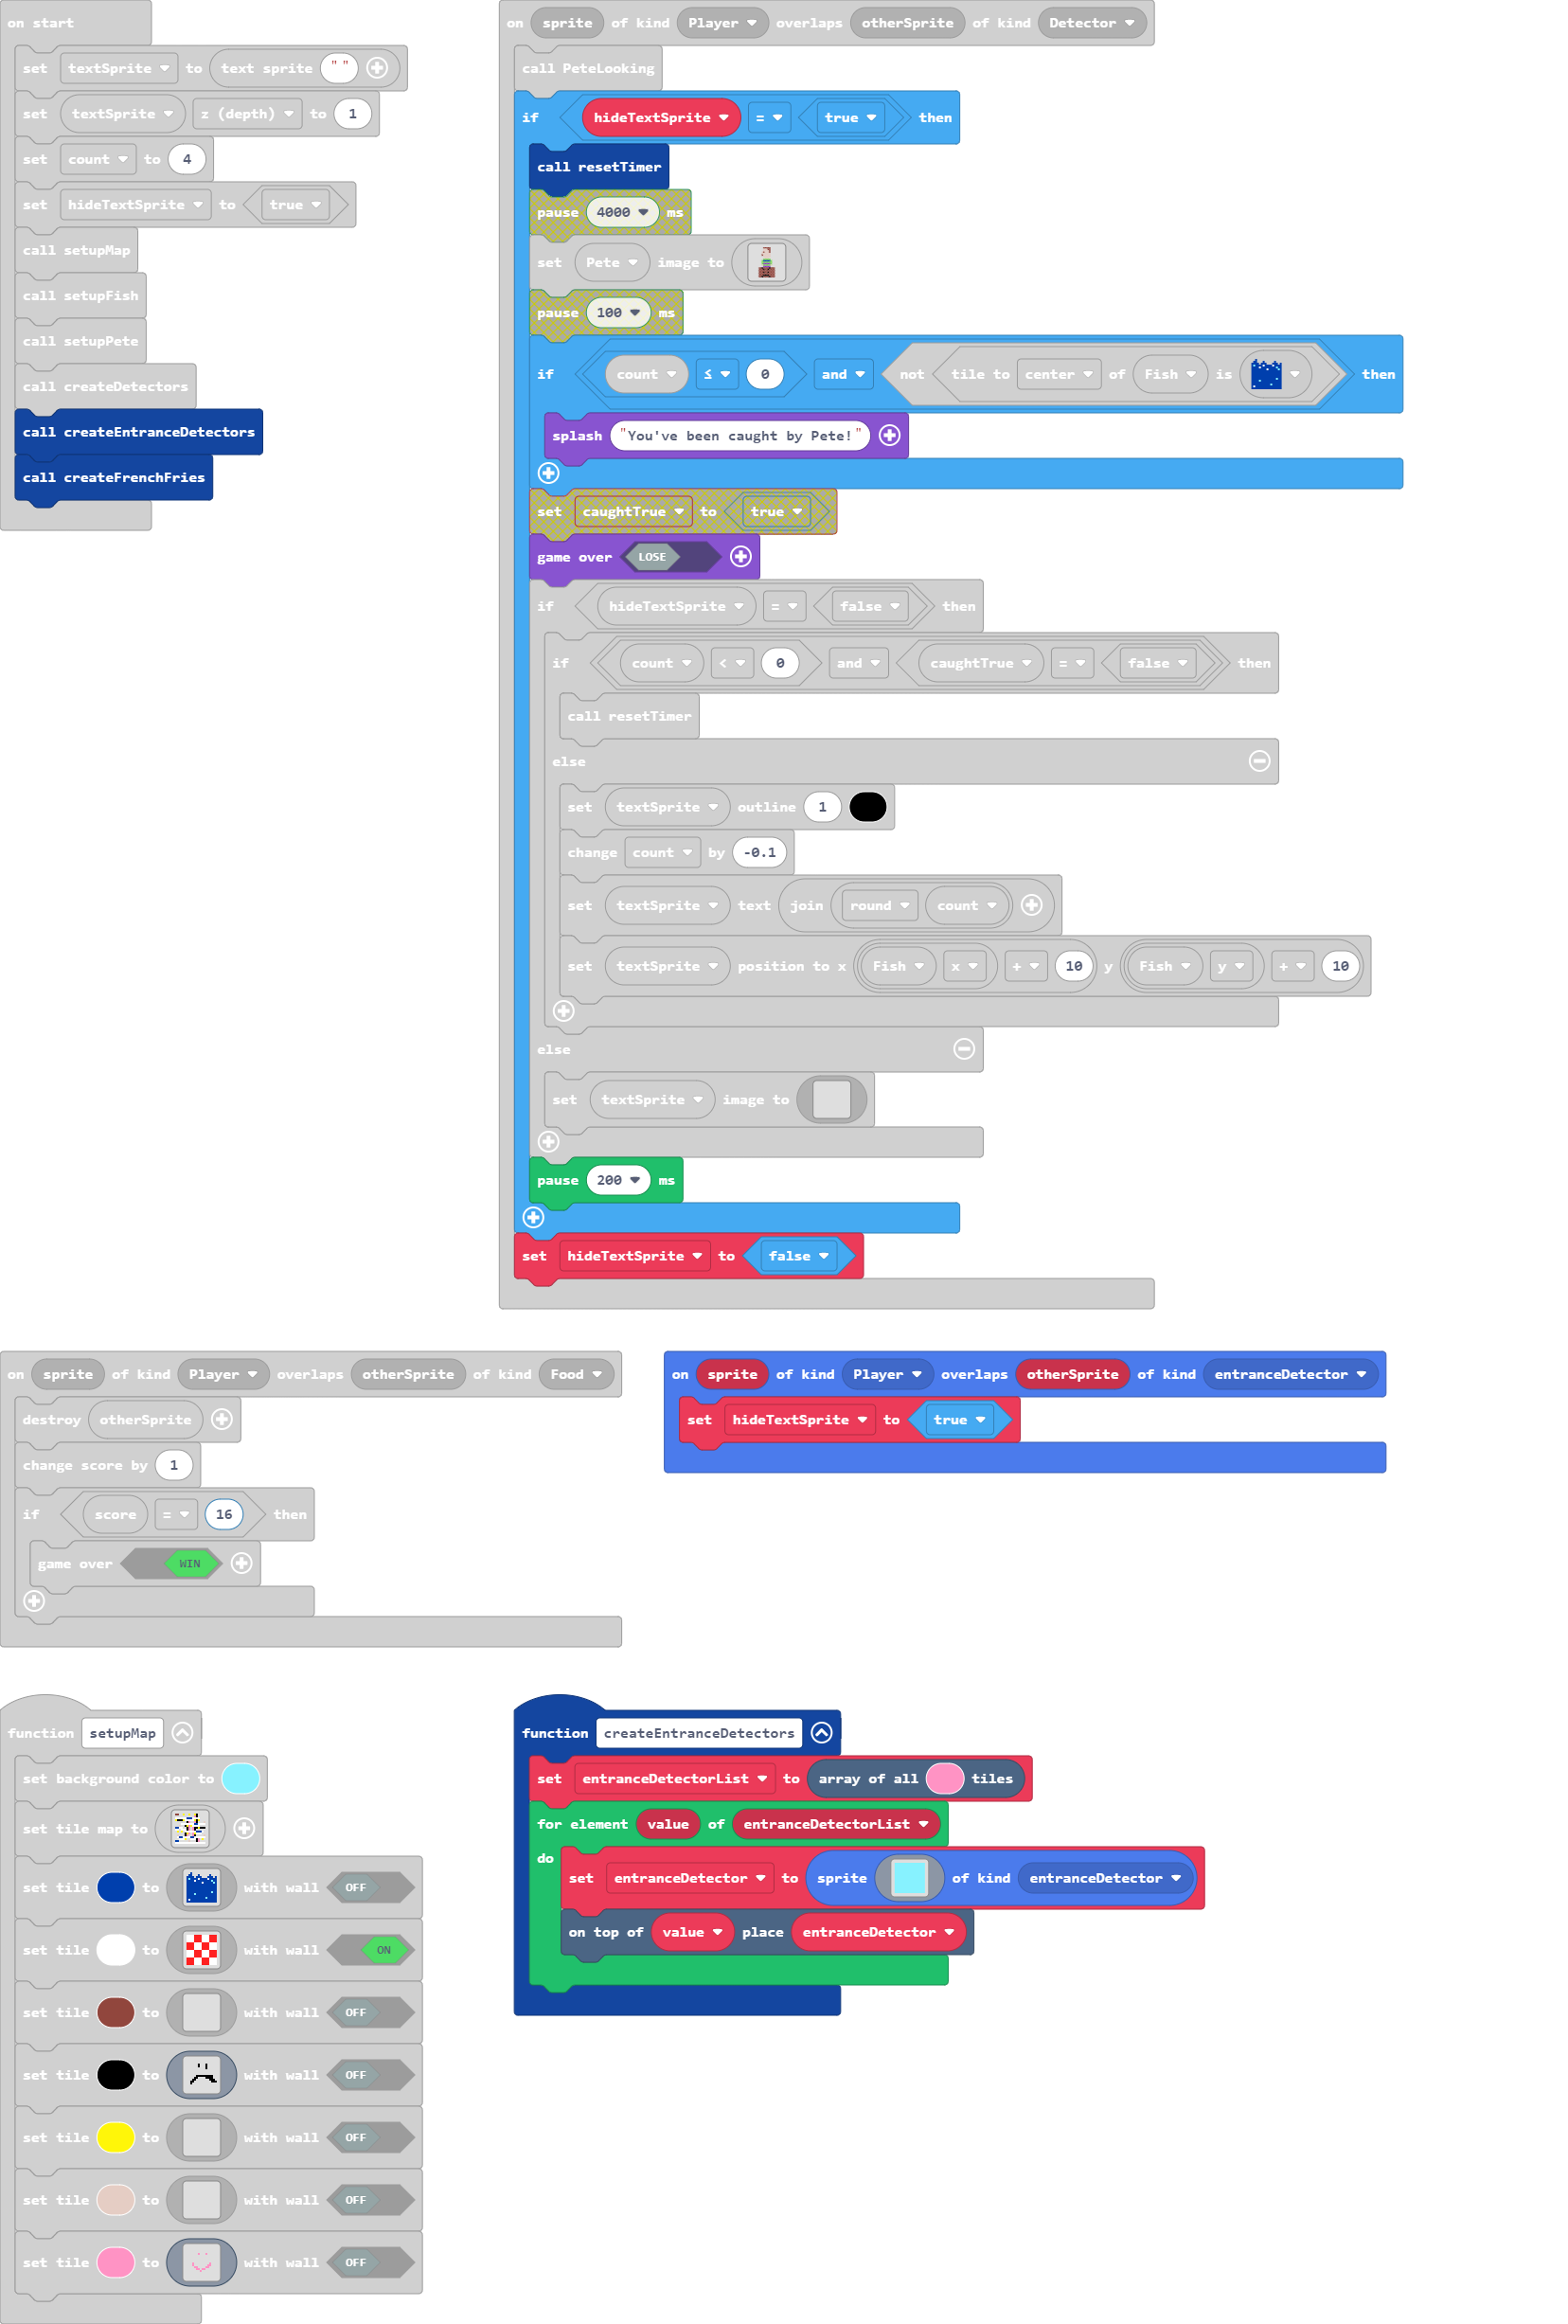 on start
set textSprite to text sprite " "
set textSprite z (depth) to 1
set count to 4
set hideTextSprite to true
call setupMap
call setupFish
call setupPete
call createDetectors
call createEntranceDetectors
call createFrenchFries
on sprite of kind Player overlaps otherSprite of kind Detector
call PeteLooking
if hideTextSprite = true then
call resetTimer
pause 4000 ms
set Pete image to
pause 100 ms
if count ≤ 0 and not tile to center of Fish is then
splash "You've been caught by Pete!"
set caughtTrue to true
game over LOSE
if hideTextSprite = false then
if count < 0 and caughtTrue = false then
call resetTimer
else
set textSprite outline 1
change count by -0.1
set textSprite text join round count
set textSprite position to x Fish x + 10 y Fish y + 10
else
set textSprite image to
pause 200 ms
set hideTextSprite to false
on sprite of kind Player overlaps otherSprite of kind Food
destroy otherSprite
change score by 1
if score = 16 then
game over WIN
on sprite of kind Player overlaps otherSprite of kind entranceDetector
set hideTextSprite to true
function setupMap
set background color to
set tile map to
set tile to with wall OFF
set tile to with wall ON
set tile to with wall OFF
set tile to with wall OFF
set tile to with wall OFF
set tile to with wall OFF
set tile to with wall OFF
function createEntranceDetectors
set entranceDetectorList to array of all tiles
for element value of entranceDetectorList
do
set entranceDetector to sprite of kind entranceDetector
on top of value place entranceDetector